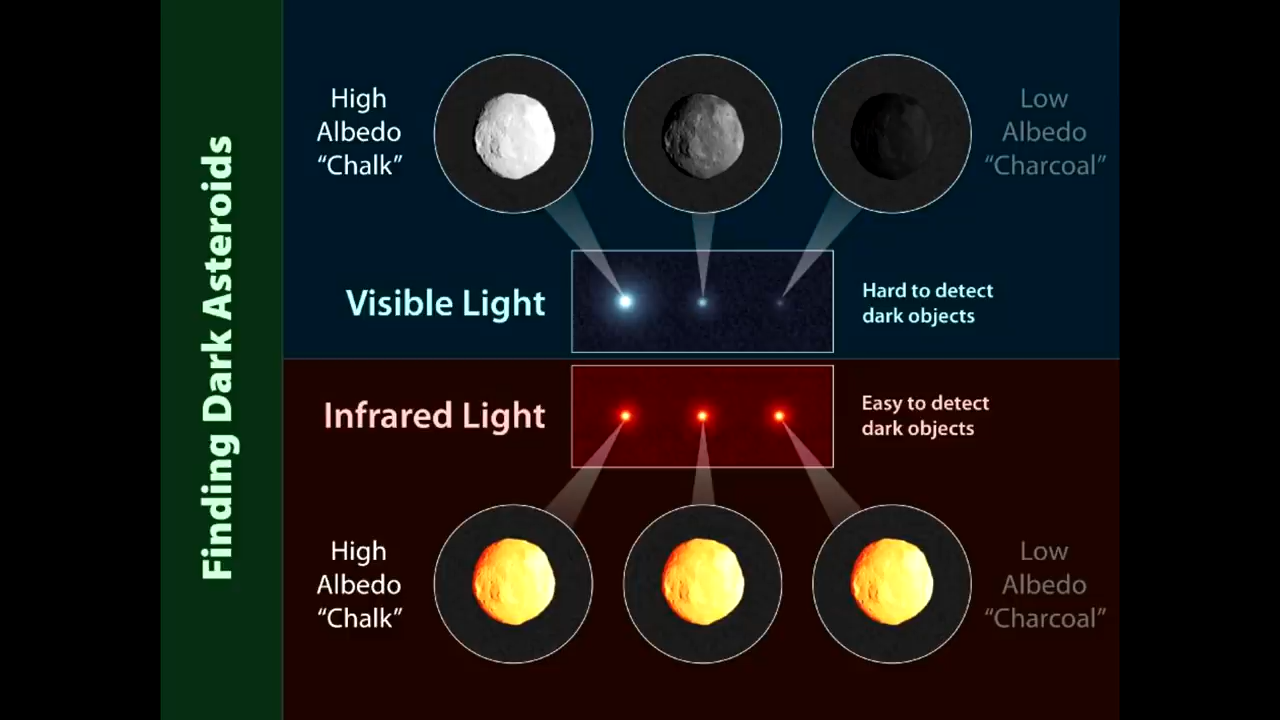 Finding Dark Asteroids
High
Albedo
“Chalk”
Low
Albedo
“Charcoal”
Visible Light
Hard to detect
dark objects
Infrared Light
Easy to detect
dark objects
High
Albedo
“Chalk”
Low
Albedo
“Charcoal”